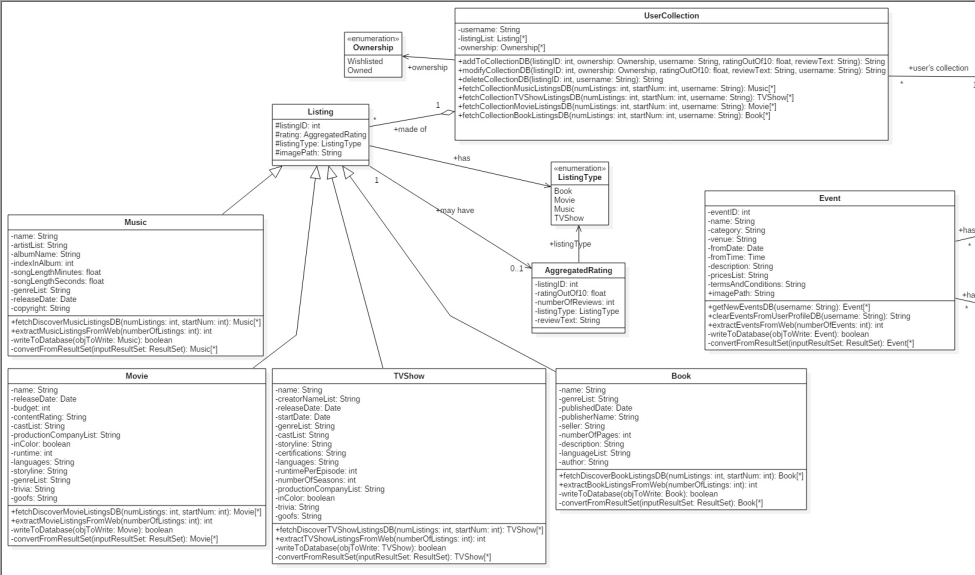 UserCollection
-username: String
-listingList: Listing[*]
-ownership: Ownership[*]
+addToCollectionDB(listingID: int, ownership: Ownership, username: String, ratingOutOf10: float, reviewText: String): String
+modifyCollectionDB(listingID: int, ownership: Ownership, ratingOutOf10: float, reviewText: String, username: String): String
+deleteCollectionDB(listingID: int, username: String): String
+fetchCollectionMusicListingsDB(numListings: int, startNum: int, username: String): Music[*]
+fetchCollectionTVShowListingsDB(numListings: int, startNum: int, username: String): TVShow[*]
+fetchCollectionMovieListingsDB(numListings: int, startNum: int, username: String): Movie[*]
+fetchCollectionBookListingsDB(numListings: int, startNum: int, username: String): Book[*]
«enumeration»
Ownership
Wishlisted
Owned
+ownership
+user's collection
*
1
*
+made of
Listing
#listingID: int
#rating: AggregatedRating
#listingType: ListingType
#imagePath: String
+has
1
+may have
0..1
«enumeration»
ListingType
Book
Movie
Music
TVShow
+listingType
AggregatedRating
-listingID: int
-ratingOutOf10: float
-numberOfReviews: int
-listingType: ListingType
-reviewText: String
Event
-eventID: int
-name: String
-category: String
-venue: String
-fromDate: Date
-fromTime: Time
-description: String
-pricesList: String
-termsAndConditions: String
+imagePath: String
+getNewEventsDB(username: String): Event[*]
+clearEventsFromUserProfileDB(username: String): String
+extractEventsFromWeb(numberOfEvents: int): int
-writeToDatabase(objToWrite: Event): boolean
-convertFromResultSet(inputResultSet: ResultSet): Event[*]
+has
*
+ha
*
Music
-name: String
-artistList: String
-albumName: String
-indexInAlbum: int
-songLengthMinutes: float
-songLengthSeconds: float
-genreList: String
-releaseDate: Date
-copyright: String
+fetchDiscoverMusicListingsDB(numListings: int, startNum: int): Music[*]
+extractMusicListingsFromWeb(numberOfListings: int): int
-writeToDatabase(objToWrite: Music): boolean
-convertFromResultSet(inputResultSet: ResultSet): Music[*]
Movie
-name: String
-releaseDate: Date
-budget: int
-contentRating: String
-castList: String
-productionCompanyList: String
-inColor: boolean
-runtime: int
-languages: String
-storyline: String
-genreList: String
-trivia: String
-goofs: String
+fetchDiscoverMovieListingsDB(numListings: int, startNum: int): Movie[*]
+extractMovieListingsFromWeb(numberOfListings: int): int
-writeToDatabase(objToWrite: Movie): boolean
-convertFromResultSet(inputResultSet: ResultSet): Movie[*]
TVShow
-name: String
-creatorNameList: String
-releaseDate: Date
-startDate: Date
-genreList: String
-castList: String
-storyline: String
-certifications: String
-languages: String
-runtimePerEpisode: int
-numberOfSeasons: int
-productionCompanyList: String
-inColor: boolean
-trivia: String
-goofs: String
+fetchDiscoverTVShowListingsDB(numListings: int, startNum: int): TVShow[*]
+extractTVShowListingsFromWeb(numberOfListings: int): int
-writeToDatabase(objToWrite: TVShow): boolean
-convertFromResultSet(inputResultSet: ResultSet): TVShow[*]
Book
-name: String
-genreList: String
-publishedDate: Date
-publisherName: String
-seller: String
-numberOfPages: int
-description: String
-languageList: String
-author: String
+fetchDiscoverBookListingsDB(numListings: int, startNum: int): Book[*]
+extractBookListingsFromWeb(numberOfListings: int): int
-writeToDatabase(objToWrite: Book): boolean
-convertFromResultSet(inputResultSet: ResultSet): Book[*]